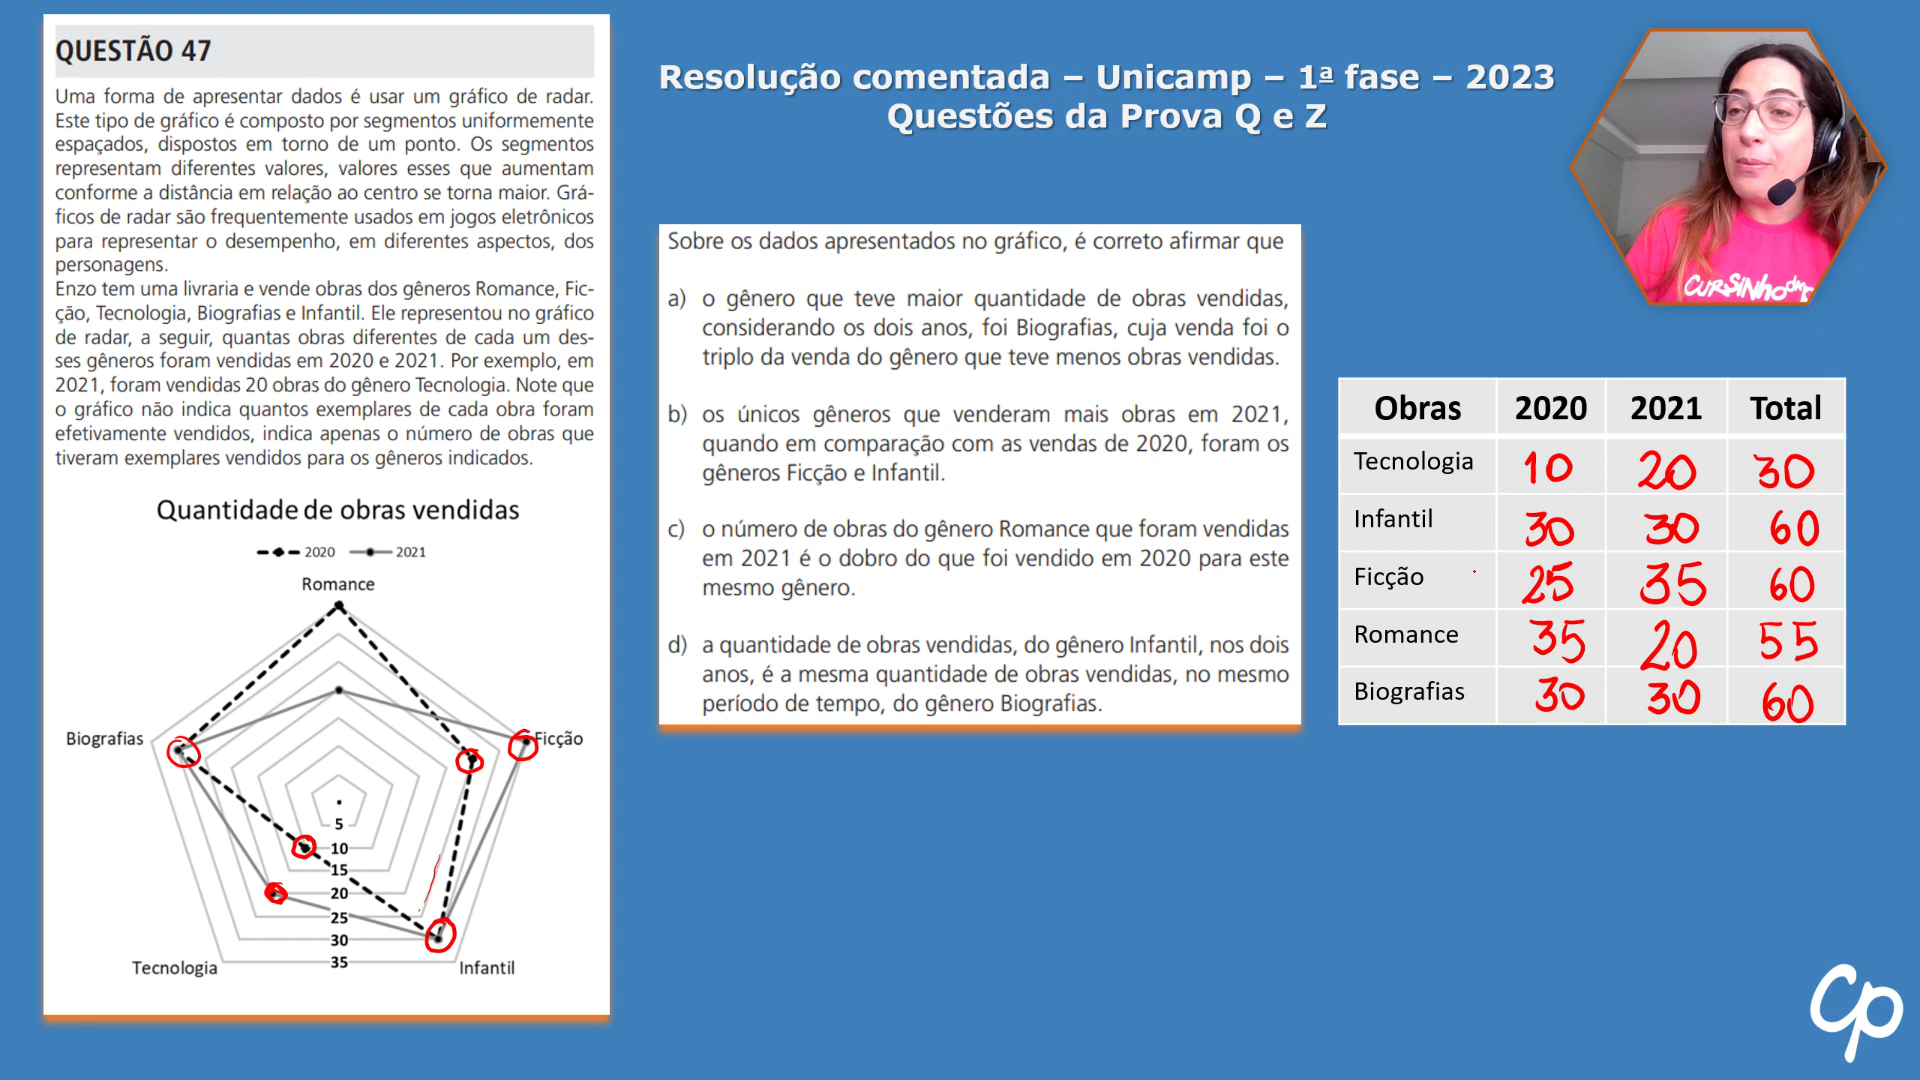 QUESTÃO 47
Uma forma de apresentar dados é usar um gráfico de radar.
Este tipo de gráfico é composto por segmentos uniformemente
espaçados, dispostos em torno de um ponto. Os segmentos
representam diferentes valores, valores esses que aumentam
conforme a distância em relação ao centro se torna maior. Grá-
ficos de radar são frequentemente usados em jogos eletrônicos
para representar o desempenho, em diferentes aspectos, dos
personagens.
Enzo tem uma livraria e vende obras dos gêneros Romance, Fic-
ção, Tecnologia, Biografias e Infantil. Ele representou no gráfico
de radar, a seguir, quantas obras diferentes de cada um des-
ses gêneros foram vendidas em 2020 e 2021. Por exemplo, em
2021, foram vendidas 20 obras do gênero Tecnologia. Note que
o gráfico não indica quantos exemplares de cada obra foram
efetivamente vendidos, indica apenas o número de obras que
tiveram exemplares vendidos para os gêneros indicados.
Quantidade de obras vendidas
2020 2021
Romance
Biografias
Ficção
5
10
15
20
25
30
35
Tecnologia
Infantil
Resolução comentada – Unicamp – 1ª fase – 2023
Questões da Prova Q e Z
Sobre os dados apresentados no gráfico, é correto afirmar que
a) o gênero que teve maior quantidade de obras vendidas,
considerando os dois anos, foi Biografias, cuja venda foi o
triplo da venda do gênero que teve menos obras vendidas.
b) os únicos gêneros que venderam mais obras em 2021,
quando em comparação com as vendas de 2020, foram os
gêneros Ficção e Infantil.
c) o número de obras do gênero Romance que foram vendidas
em 2021 é o dobro do que foi vendido em 2020 para este
mesmo gênero.
d) a quantidade de obras vendidas, do gênero Infantil, nos dois
anos, é a mesma quantidade de obras vendidas, no mesmo
período de tempo, do gênero Biografias.
CURSINHO
Obras 2020 2021 Total
Tecnologia 10 20 30
Infantil 30 30 60
Ficção 25 35 60
Romance 35 20 55
Biografias 30 30 60
Cp